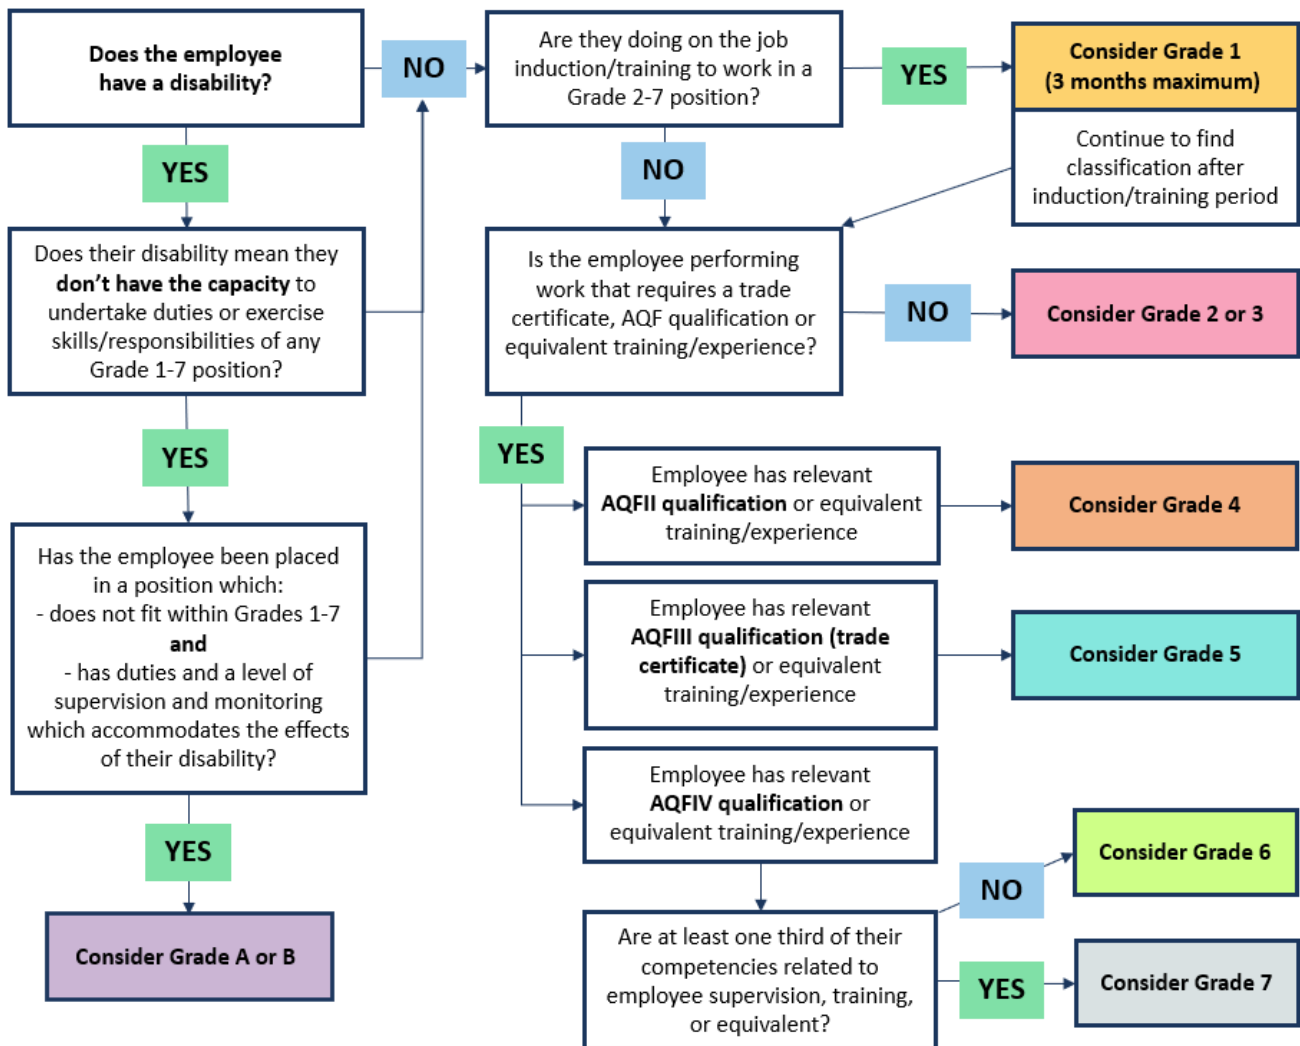 Does the employee
have a disability?
NO
Are they doing on the job
induction/training to work in a
Grade 2-7 position?
YES
Consider Grade 1
(3 months maximum)
Continue to find
classification after
induction/training period
YES
NO
Does their disability mean they
don't have the capacity to
undertake duties or exercise
skills/responsibilities of any
Grade 1-7 position?
Is the employee performing
work that requires a trade
certificate, AQF qualification or
equivalent training/experience?
NO
Consider Grade 2 or 3
YES
YES
Employee has relevant
AQFII qualification or equivalent
training/experience
Consider Grade 4
Has the employee been placed
in a position which:
- does not fit within Grades 1-7
and
- has duties and a level of
supervision and monitoring
which accommodates the effects
of their disability?
Employee has relevant
AQFIII qualification (trade
certificate) or equivalent
training/experience
Consider Grade 5
Employee has relevant
AQFIV qualification or
equivalent training/experience
YES
Consider Grade A or B
NO
Consider Grade 6
Are at least one third of their
competencies related to
employee supervision, training,
or equivalent?
YES
Consider Grade 7